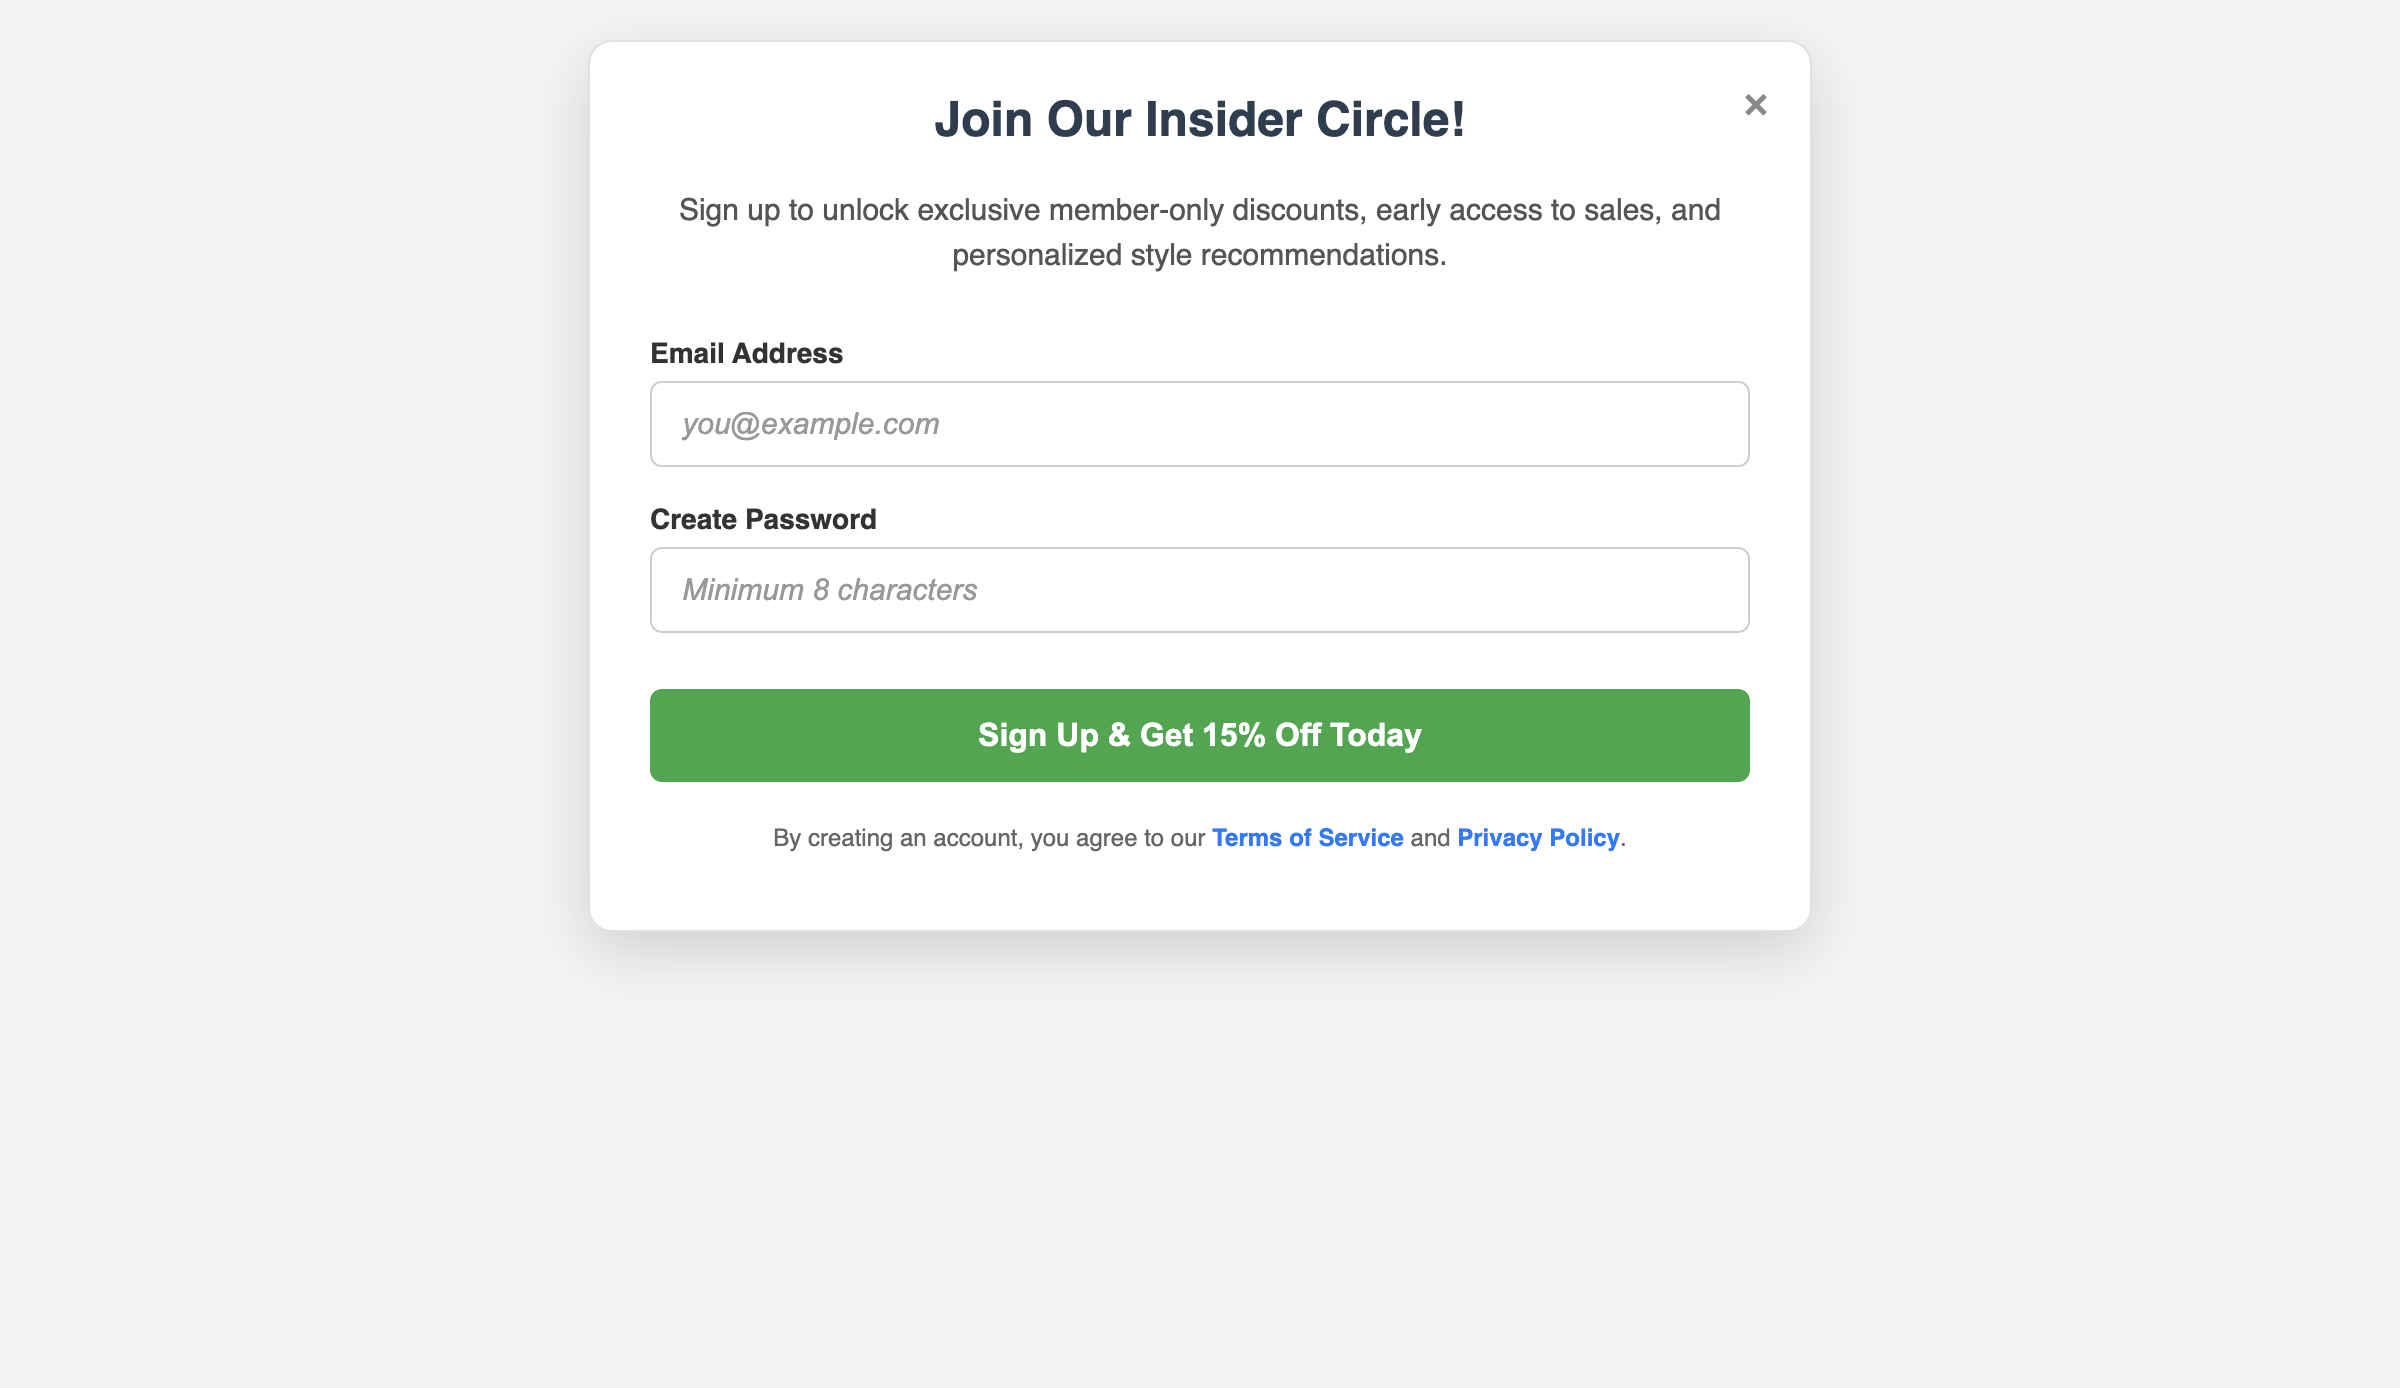 Join Our Insider Circle!
×
Sign up to unlock exclusive member-only discounts, early access to sales, and
personalized style recommendations.
Email Address
you@example.com
Create Password
Minimum 8 characters
Sign Up & Get 15% Off Today
By creating an account, you agree to our Terms of Service and Privacy Policy.